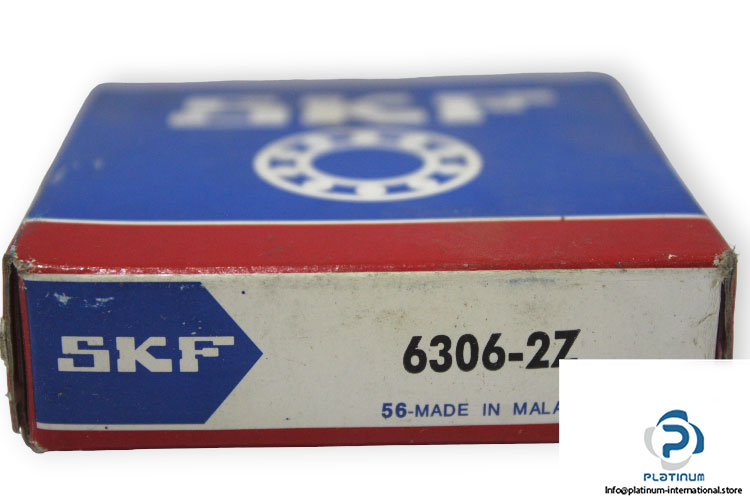 SKF
SKF
6306-2Z
56-MADE IN MALA
PLATINUM
Info@platinum-international.store